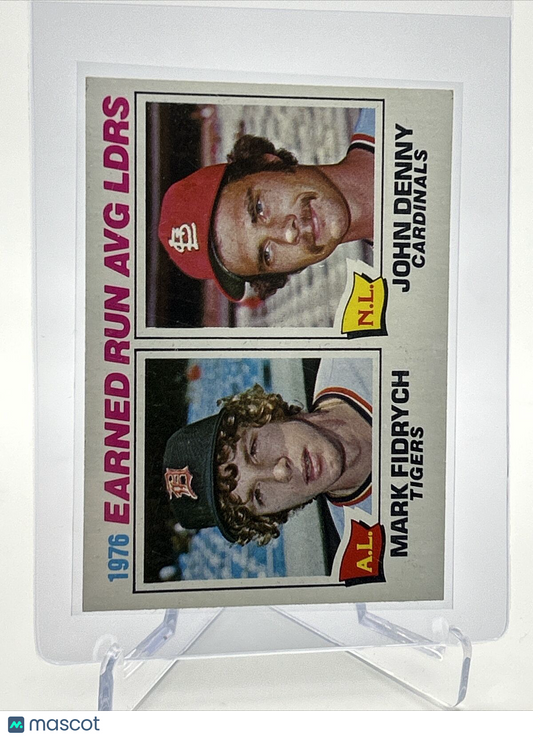 1976 EARNED RUN AVG LDRS
A.L.
MARK FIDRYCH
TIGERS
N.L.
JOHN DENNY
CARDINALS
mascot